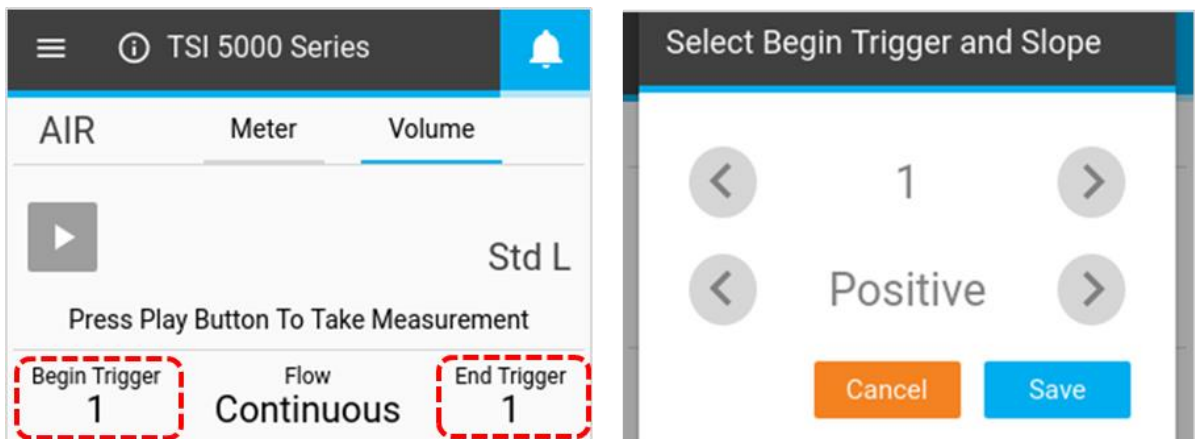 TSI 5000 Series
AIR Meter Volume
Std L
Press Play Button To Take Measurement
Begin Trigger Flow End Trigger
1 Continuous 1
Select Begin Trigger and Slope
1
Positive
Cancel Save